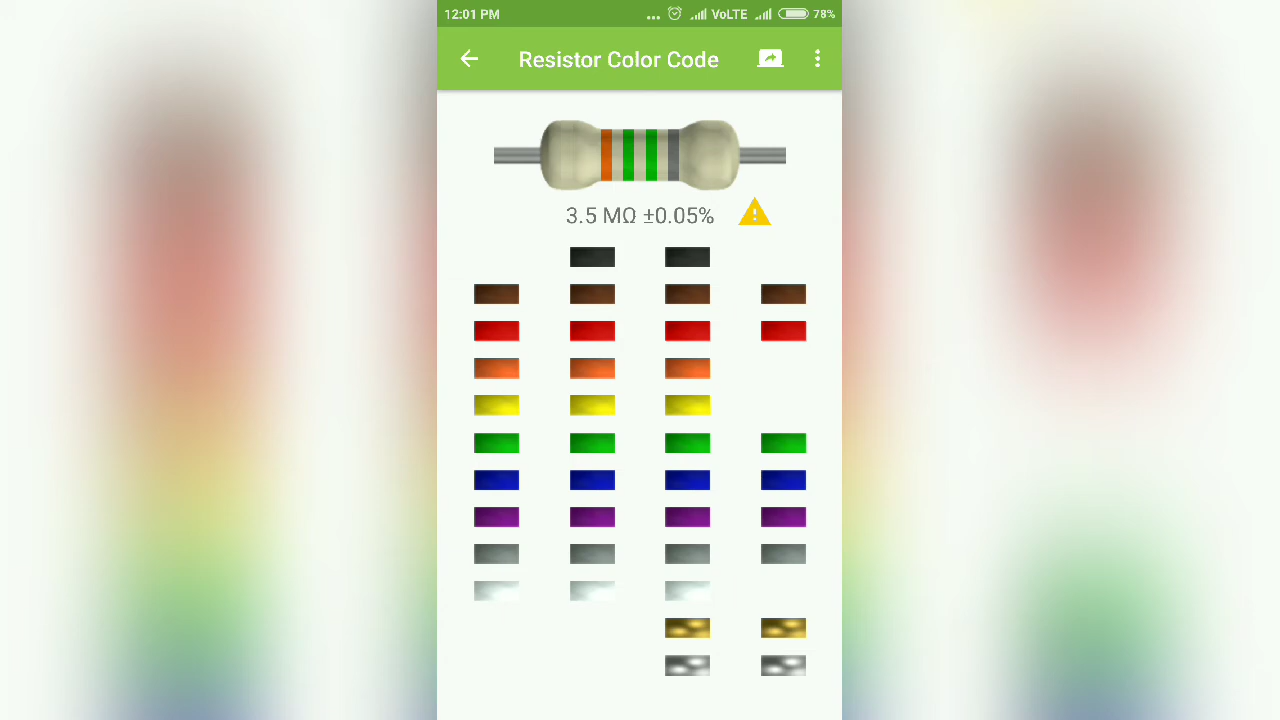 12:01 PM ... VoLTE 78%
Resistor Color Code
3.5 MΩ ±0.05%